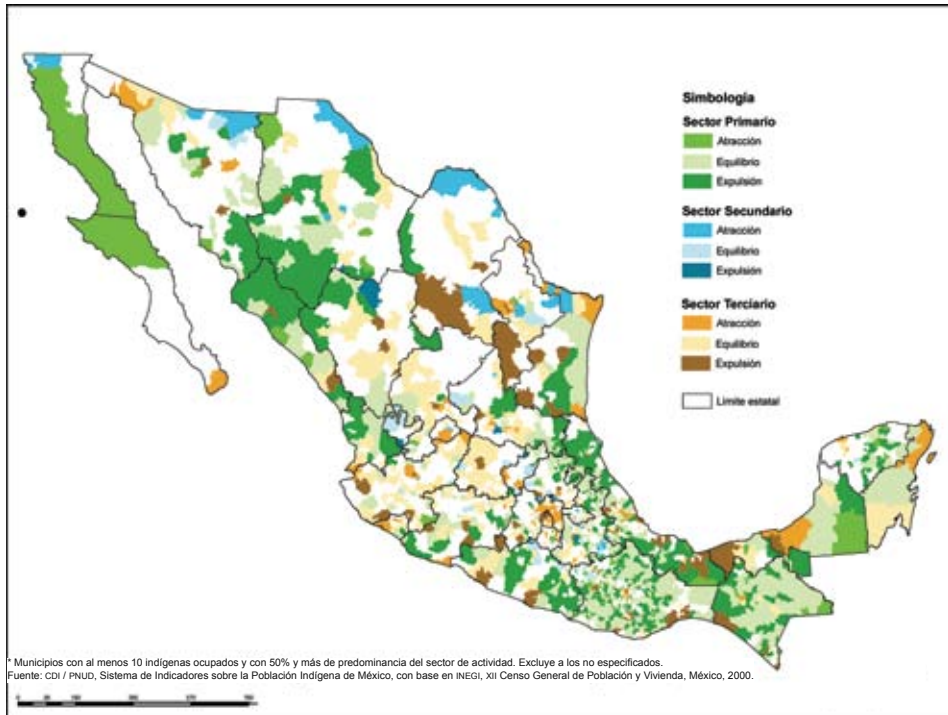 Simbología
Sector Primario
Atracción
Equilibrio
Expulsión
Sector Secundario
Atracción
Equilibrio
Expulsión
Sector Terciario
Atracción
Equilibrio
Expulsión
Límite estatal
* Municipios con al menos 10 indígenas ocupados y con 50% y más de predominancia del sector de actividad. Excluye a los no especificados.
Fuente: CDI / PNUD, Sistema de Indicadores sobre la Población Indígena de México, con base en INEGI, XII Censo General de Población y Vivienda, México, 2000.